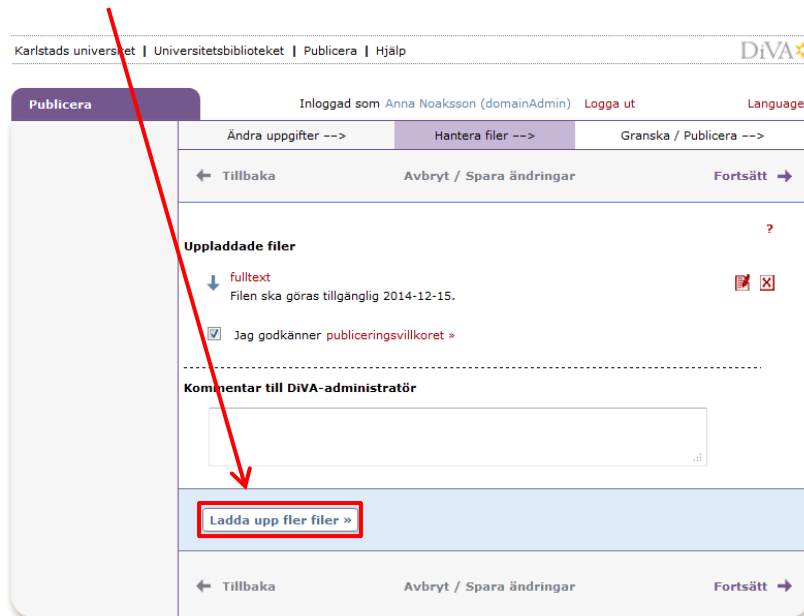 Karlstads universitet | Universitetsbiblioteket | Publicera | Hjälp
DiVA
Publicera
Inloggad som Anna Noaksson (domainAdmin) Logga ut Language
Ändra uppgifter --> Hantera filer --> Granska / Publicera -->
Tillbaka Avbryt / Spara ändringar Fortsätt
?
Uppladdade filer
fulltext
Filen ska göras tillgänglig 2014-12-15.
Jag godkänner publiceringsvillkoret »
Kommentar till DiVA-administratör
Ladda upp fler filer »
Tillbaka Avbryt / Spara ändringar Fortsätt